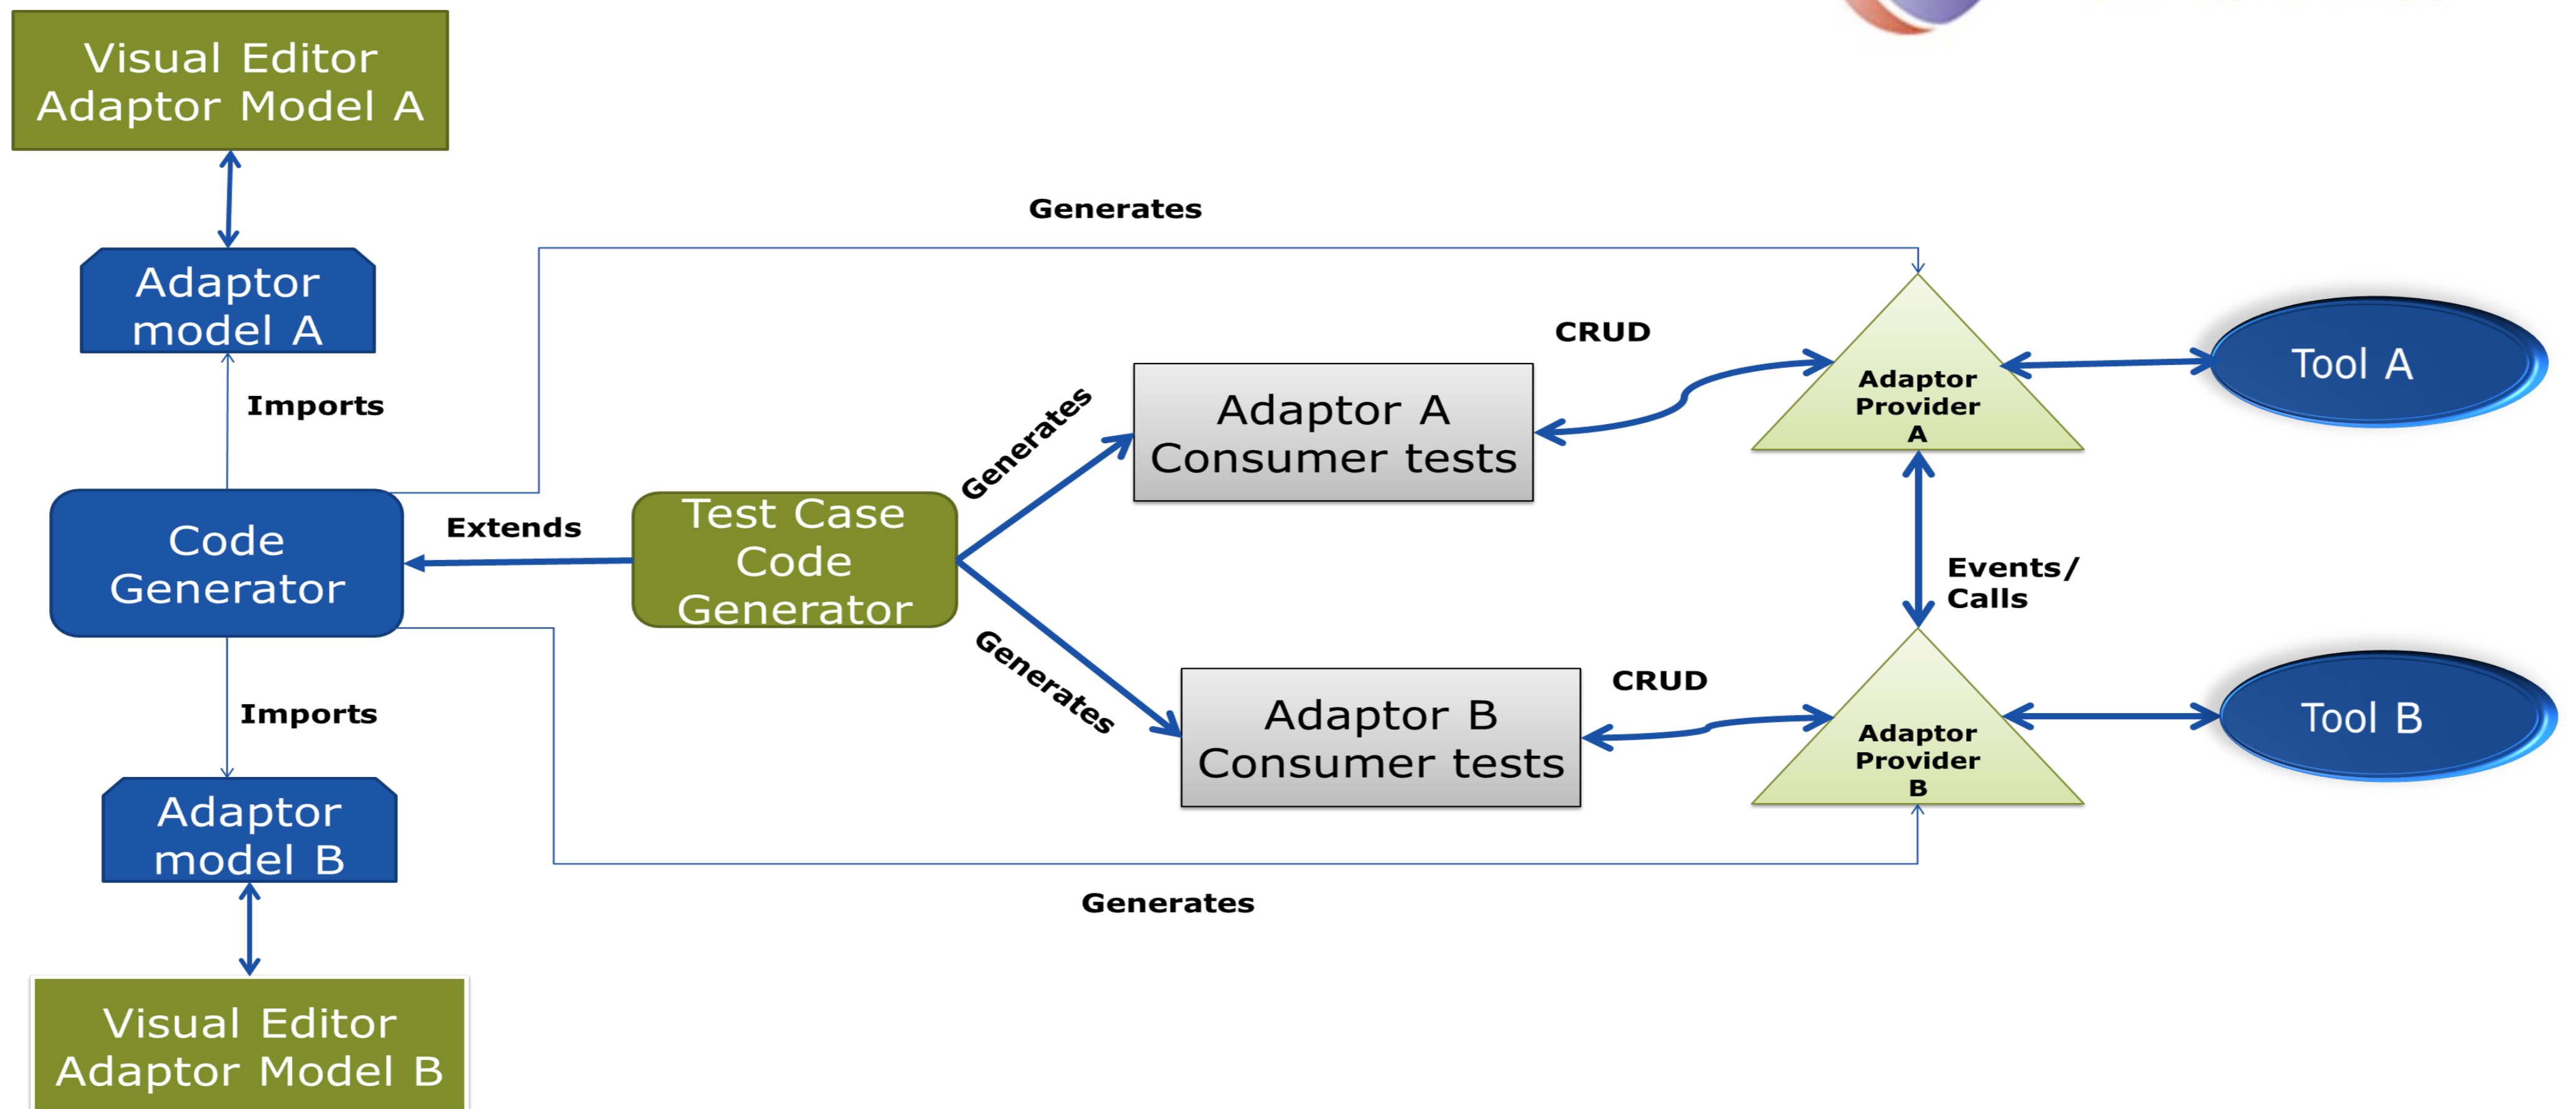 Visual Editor
Adaptor Model A
Generates
Adaptor
model A
CRUD
Tool A
Adaptor
Provider
A
Imports
Generates
Adaptor A
Consumer tests
Code
Generator
Extends
Test Case
Code
Generator
Events/
Calls
Generates
Adaptor B
Consumer tests
CRUD
Adaptor
Provider
B
Tool B
Imports
Adaptor
model B
Generates
Visual Editor
Adaptor Model B